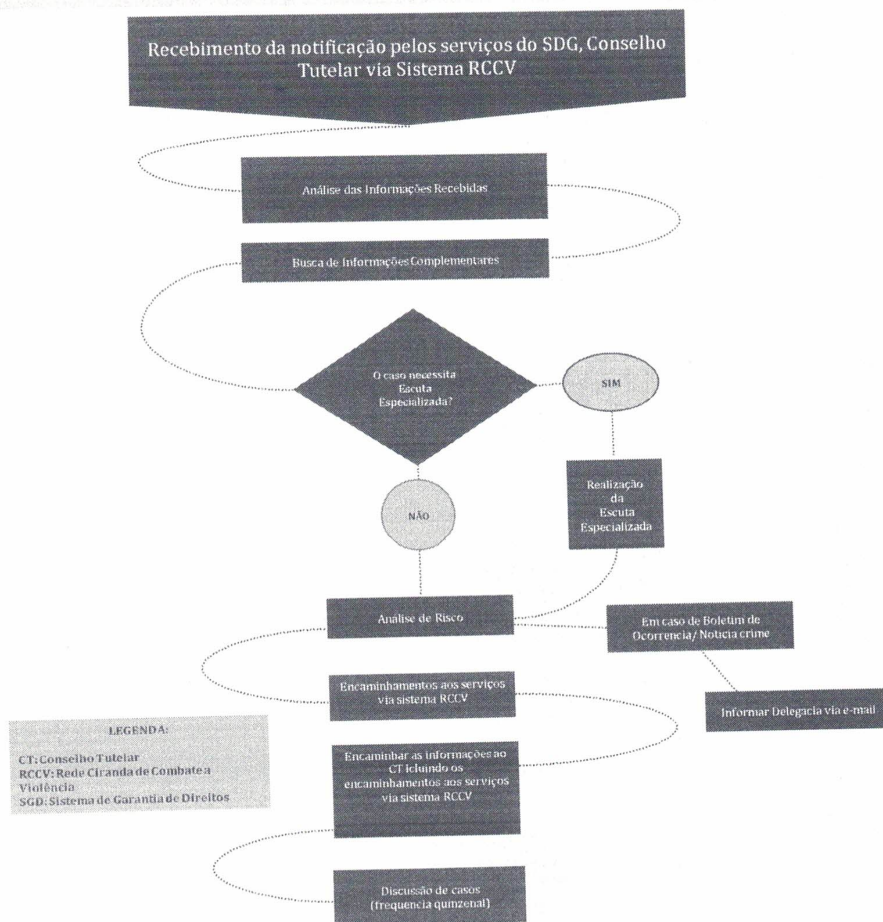 Recebimento da notificação pelos serviços do SDG, Conselho
Tutelar via Sistema RCCV
Análise das Informações Recebidas
Busca de Informações Complementares
O caso necessita
Escuta
Especializada?
SIM
NÃO
Realização
da
Escuta
Especializada
Análise de Risco
Em caso de Boletim de
Ocorrencia/ Noticia crime
Encaminhamentos aos serviços
via sistema RCCV
Informar Delegacia via e-mail
LEGENDA:
CT: Conselho Tutelar
RCCV: Rede Ciranda de Combate a
Violência
SGD: Sistema de Garantia de Direitos
Encaminhar as informações ao
CT icluindo os
encaminhamentos aos serviços
via sistema RCCV
Discussão de casos
(frequencia quinzenal)